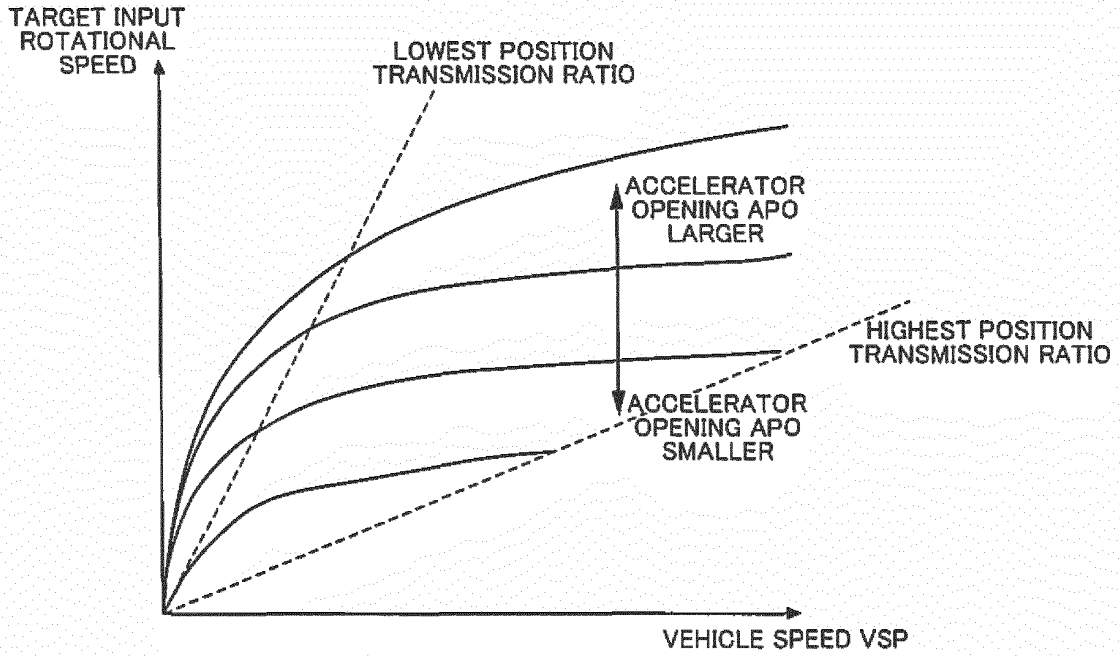 TARGET INPUT
ROTATIONAL
SPEED
LOWEST POSITION
TRANSMISSION RATIO
ACCELERATOR
OPENING APO
LARGER
HIGHEST POSITION
TRANSMISSION RATIO
ACCELERATOR
OPENING APO
SMALLER
VEHICLE SPEED VSP